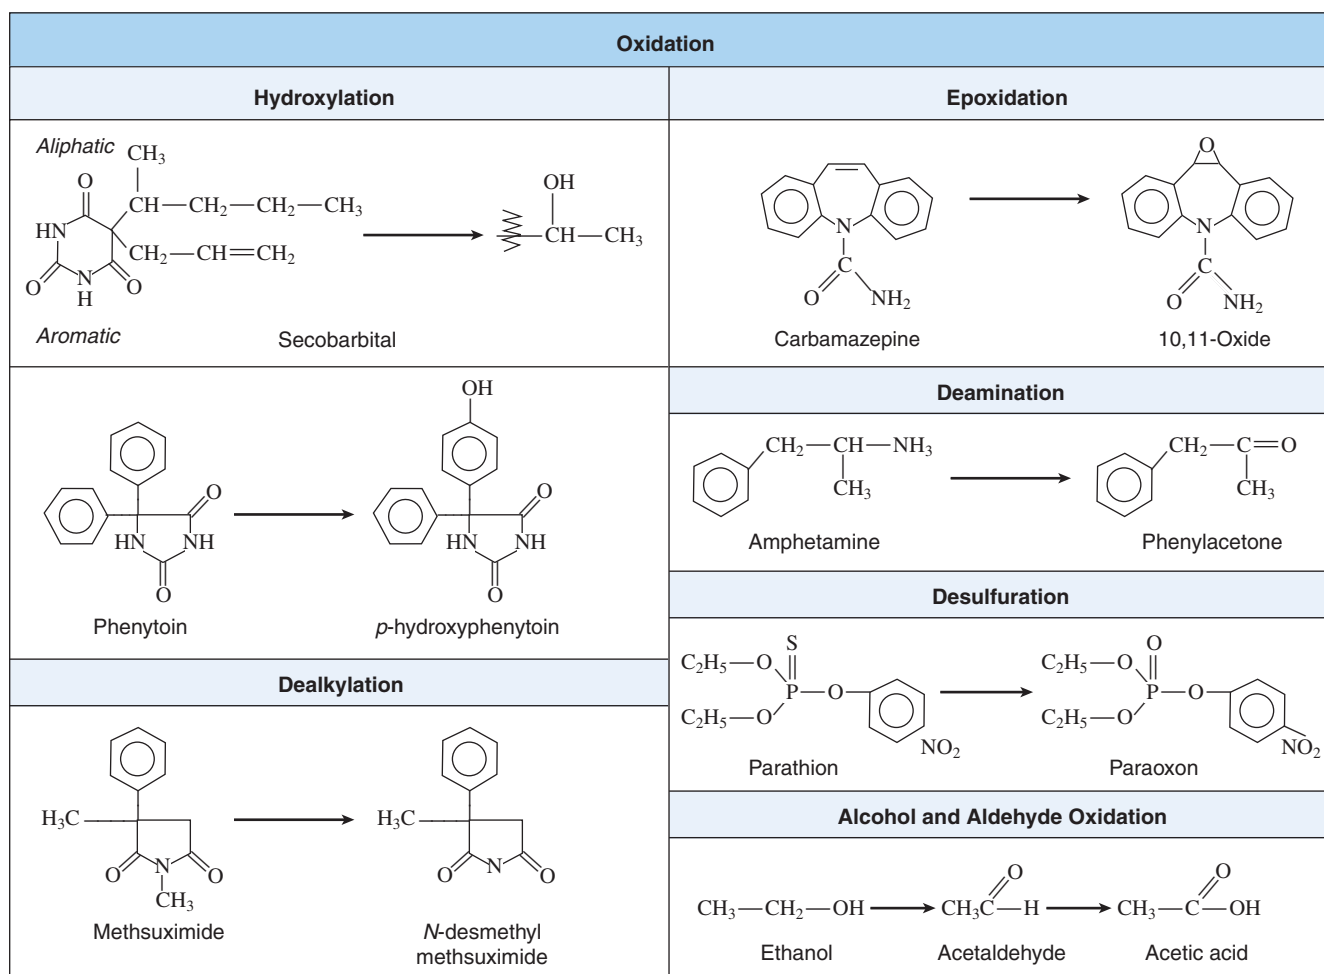 Oxidation
Hydroxylation
Aliphatic
CH3
O
CH—CH2—CH2—CH3
HN
CH2—CH=CH2
O
N
H
O
OH
CH—CH3
Aromatic
Secobarbital
OH
O
HN
NH
O
O
HN
NH
O
Phenytoin
p-hydroxyphenytoin
Dealkylation
H3C
O
N
O
CH3
H3C
O
N
O
Methsuximide
N-desmethyl
methsuximide
Epoxidation
O
N
N
C
C
O
NH2
O
NH2
Carbamazepine
10,11-Oxide
Deamination
CH2—CH—NH3
CH3
CH2—C=O
CH3
Amphetamine
Phenylacetone
Desulfuration
S
C2H5—O
P—O
C2H5—O
NO2
O
C2H5—O
P—O
C2H5—O
NO2
Parathion
Paraoxon
Alcohol and Aldehyde Oxidation
O
O
CH3—CH2—OH
CH3C—H
CH3—C—OH
Ethanol
Acetaldehyde
Acetic acid